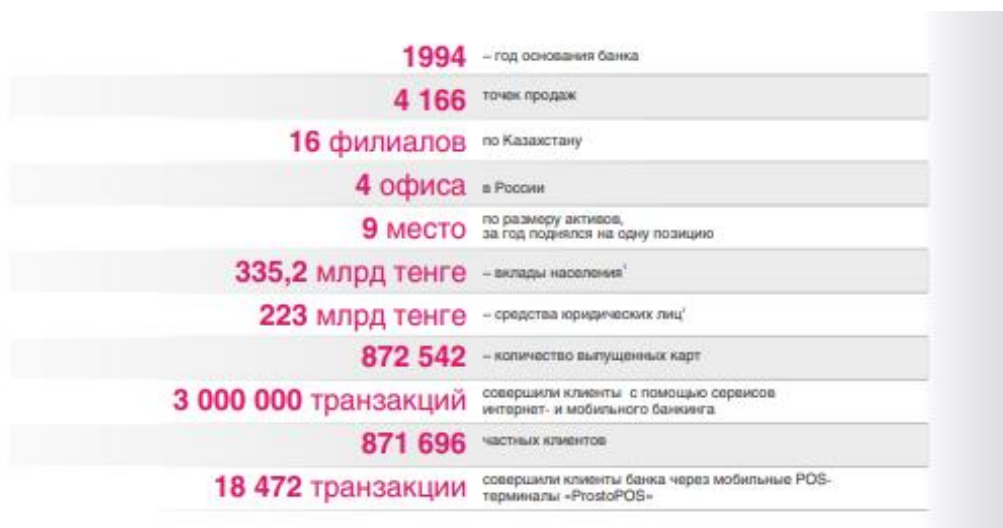 1994 – год основания банка
4 166 точек продаж
16 филиалов по Казахстану
4 офиса в России
9 место по размеру активов,
за год поднялся на одну позицию
335,2 млрд тенге – вклады населения¹
223 млрд тенге – средства юридических лиц¹
872 542 – количество выпущенных карт
3 000 000 транзакций совершили клиенты с помощью сервисов
интернет- и мобильного банкинга
871 696 частных клиентов
18 472 транзакции совершили клиенты банка через мобильные POS-
терминалы «ProstoPOS»